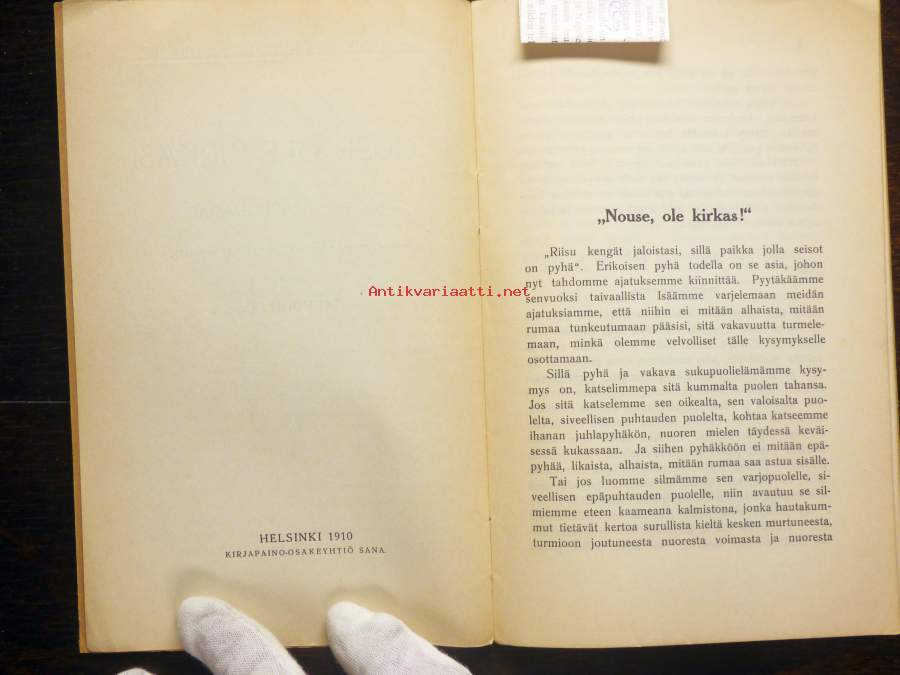 HELSINKI 1910
KIRJAPAINO-OSAKEYHTIÖ SANA.
Antikvariaatti.net
„Nouse, ole kirkas!“
„Riisu kengät jaloistasi, sillä paikka jolla seisot
on pyhä“. Erikoisen pyhä todella on se asia, johon
nyt tahdomme ajatuksemme kiinnittää. Pyytäkäämme
senvuoksi taivaallista Isäämme varjelemaan meidän
ajatuksiamme, että niihin ei mitään alhaista, mitään
rumaa tunkeutumaan pääsisi, sitä vakavuutta turmele-
maan, minkä olemme velvolliset tälle kysymykselle
osottamaan.
Sillä pyhä ja vakava sukupuolielämämme kysy-
mys on, katselimmepa sitä kummalta puolen tahansa.
Jos sitä katselemme sen oikealta, sen valoisalta puo-
lelta, siveellisen puhtauden puolelta, kohtaa katseemme
ihanan juhlapyhäkön, nuoren mielen täydessä keväi-
sessä kukassaan. Ja siihen pyhäkköön ei mitään epä-
pyhää, likaista, alhaista, mitään rumaa saa astua sisälle.
Tai jos luomme silmämme sen varjopuolelle, si-
veellisen epäpuhtauden puolelle, niin avautuu se sil-
miemme eteen kaameana kalmistona, jonka hautakum-
mut tietävät kertoa surullista kieltä kesken murtuneesta,
turmioon joutuneesta nuoresta voimasta ja nuoresta